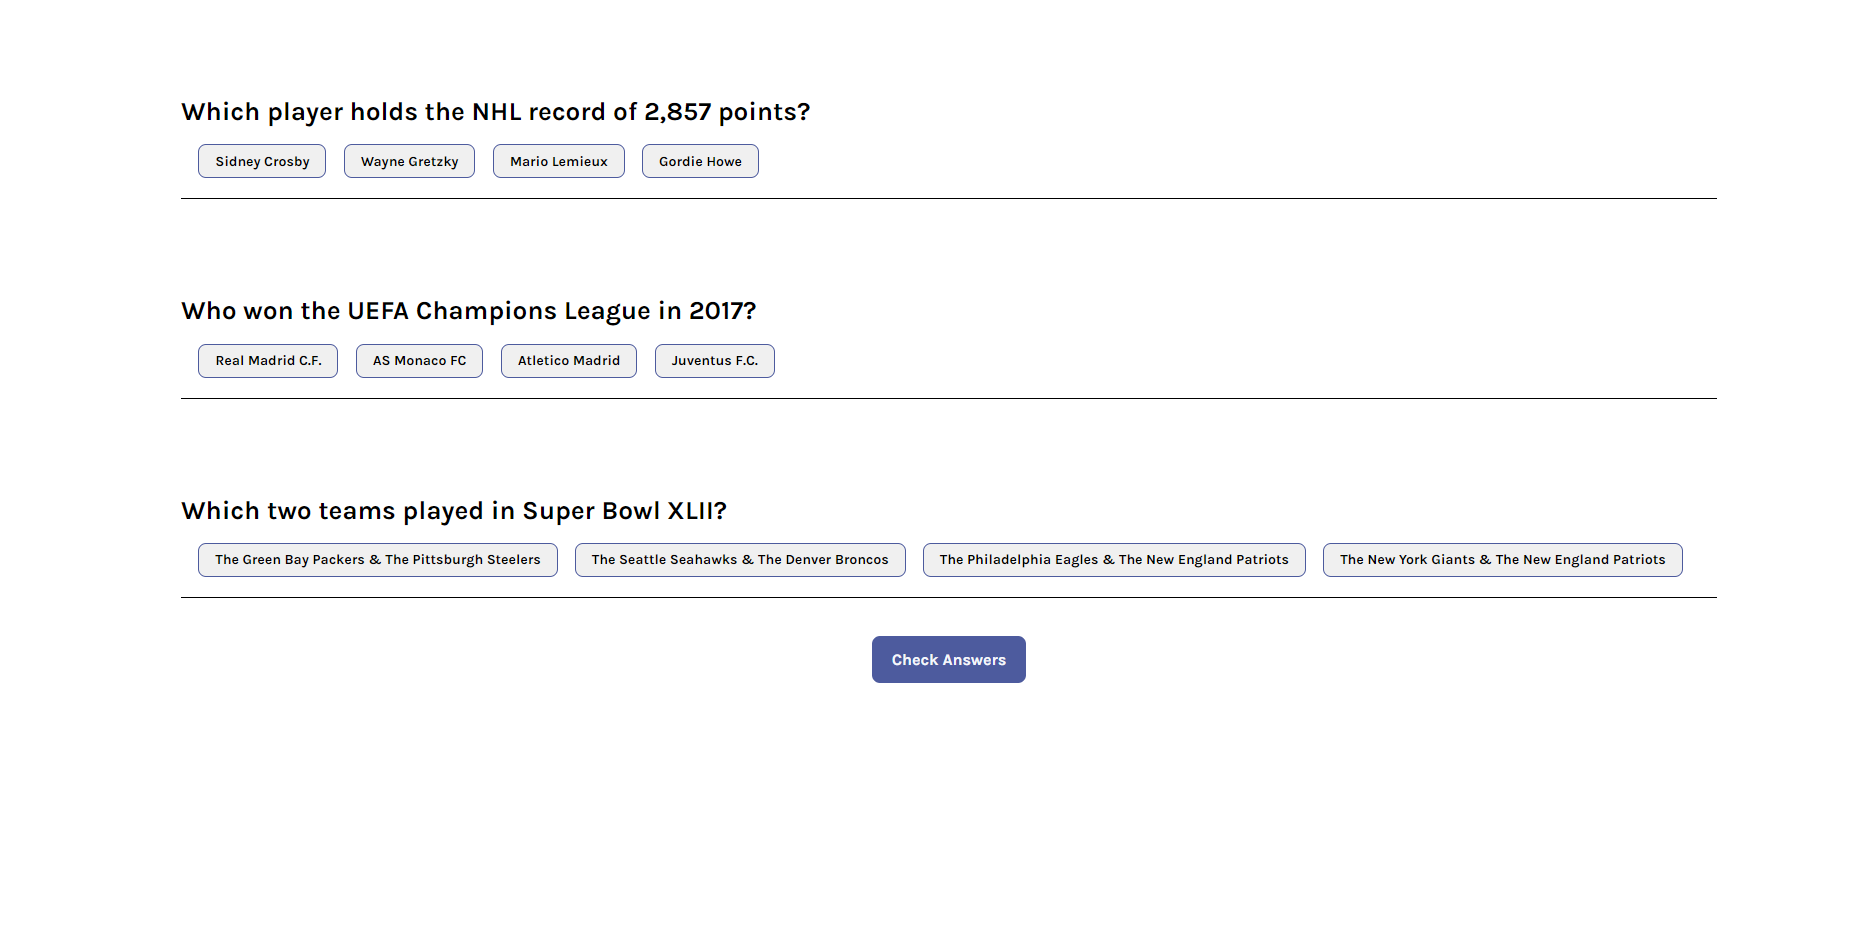 Which player holds the NHL record of 2,857 points?
Sidney Crosby Wayne Gretzky Mario Lemieux Gordie Howe
Who won the UEFA Champions League in 2017?
Real Madrid C.F. AS Monaco FC Atletico Madrid Juventus F.C.
Which two teams played in Super Bowl XLII?
The Green Bay Packers & The Pittsburgh Steelers The Seattle Seahawks & The Denver Broncos The Philadelphia Eagles & The New England Patriots The New York Giants & The New England Patriots
Check Answers